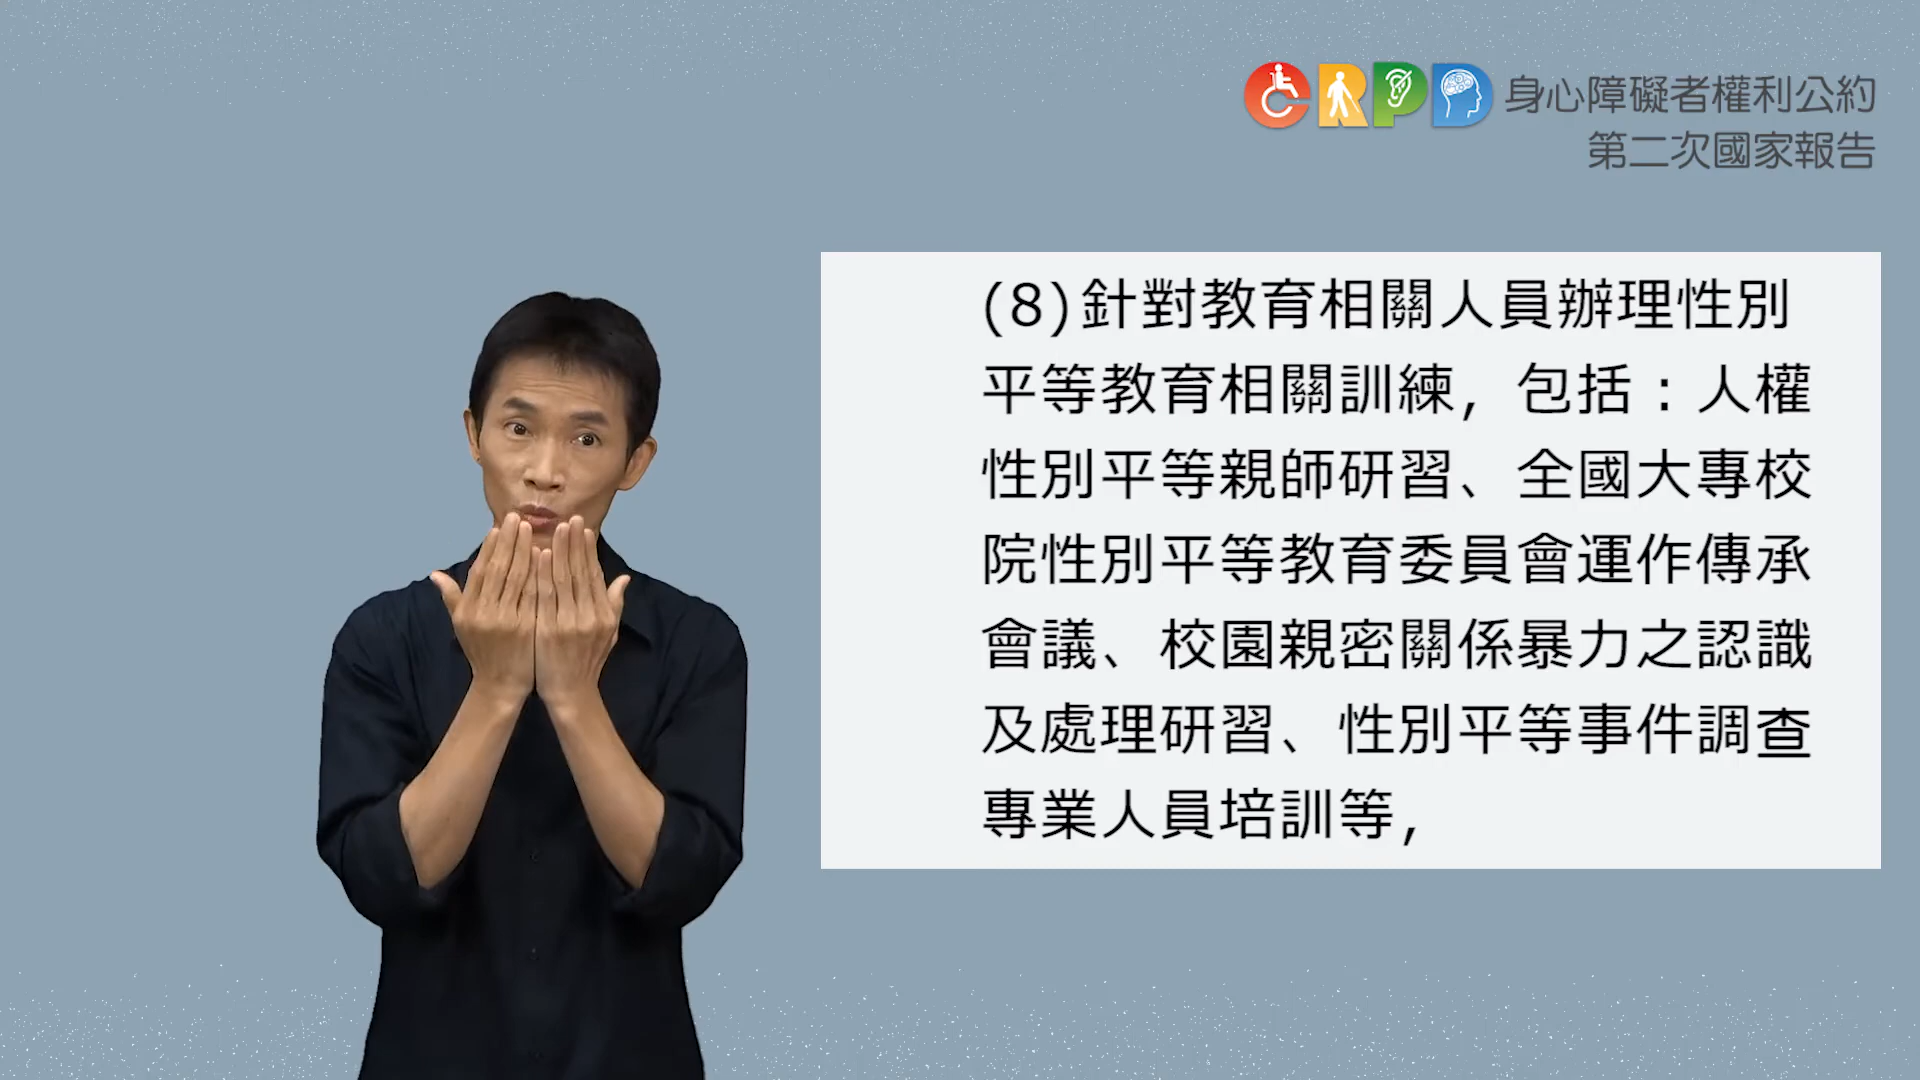 CRPD 身心障礙者權利公約
第二次國家報告
(8)針對教育相關人員辦理性別
平等教育相關訓練，包括：人權
性別平等親師研習、全國大專校
院性別平等教育委員會運作傳承
會議、校園親密關係暴力之認識
及處理研習、性別平等事件調查
專業人員培訓等，